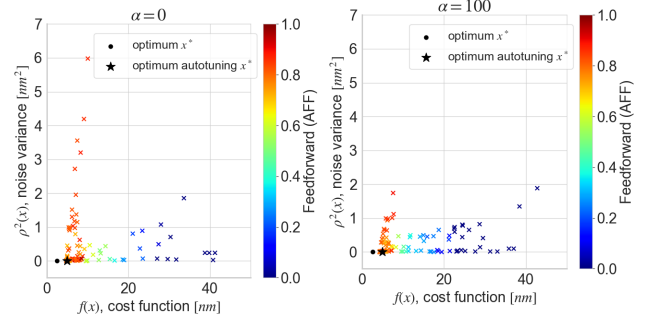 α = 0
7
6
5
4
3
2
1
0
ρ²(x), noise variance [nm²]
0
20
40
f(x), cost function [nm]
optimum x*
optimum autotuning x*
1.0
0.8
0.6
0.4
0.2
0.0
Feedforward (AFF)
α = 100
7
6
5
4
3
2
1
0
ρ²(x), noise variance [nm²]
0
20
40
f(x), cost function [nm]
optimum x*
optimum autotuning x*
1.0
0.8
0.6
0.4
0.2
0.0
Feedforward (AFF)